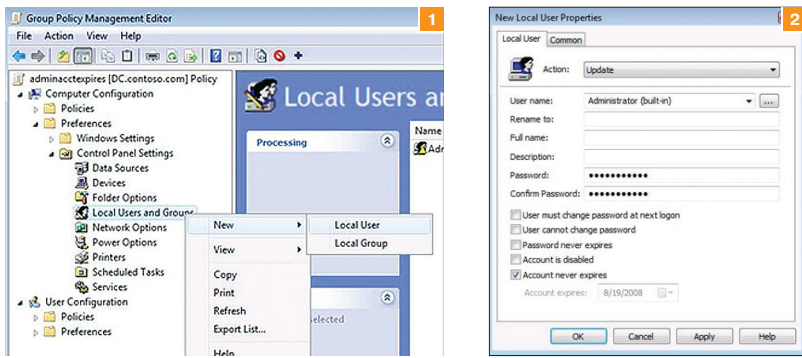 Group Policy Management Editor
1
File Action View Help
adminacctexpires [DC.contoso.com] Policy
Computer Configuration
Policies
Preferences
Windows Settings
Control Panel Settings
Data Sources
Devices
Folder Options
Local Users and Groups
Network Options
Power Options
Printers
Scheduled Tasks
Services
User Configuration
Policies
Preferences
Local Users a
Processing
Name
Adr
selected
New
View
Copy
Print
Refresh
Export List...
Help
Local User
Local Group
New Local User Properties
2
Local User Common
Action: Update
User name: Administrator (built-in) ...
Rename to:
Full name:
Description:
Password: •••••••••••
Confirm Password: •••••••••••
User must change password at next logon
User cannot change password
Password never expires
Account is disabled
Account never expires
Account expires: 8/19/2008
OK Cancel Apply Help